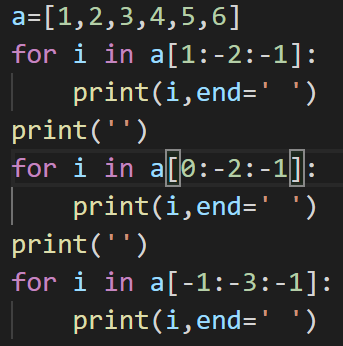 a=[1,2,3,4,5,6]
for i in a[1:-2:-1]:
    print(i,end=' ')
print('')
for i in a[0:-2:-1]:
    print(i,end=' ')
print('')
for i in a[-1:-3:-1]:
    print(i,end=' ')